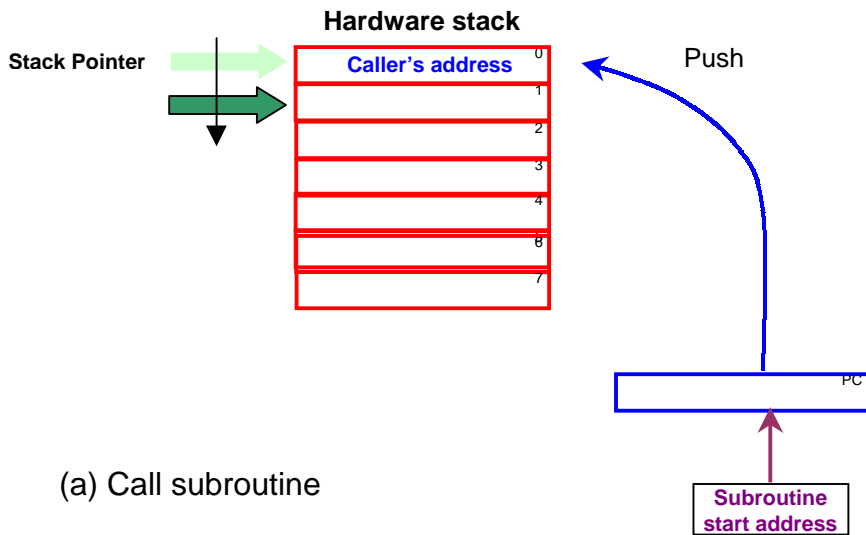 Hardware stack
Stack Pointer
Caller's address
0
Push
1
2
3
4
6
7
PC
(a) Call subroutine
Subroutine
start address